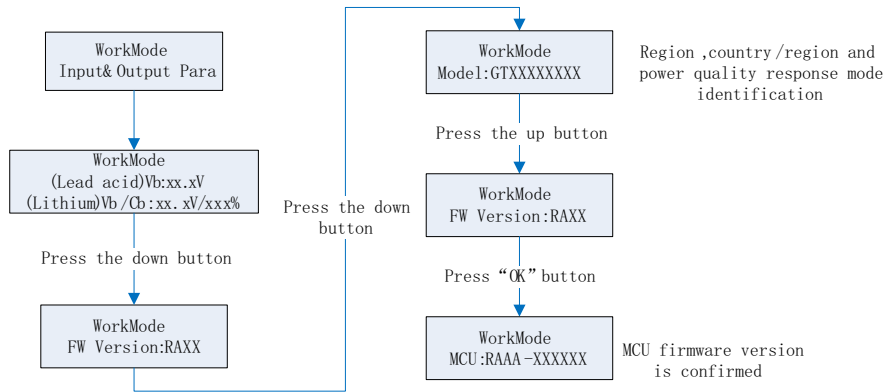 WorkMode
Input& Output Para
WorkMode
(Lead acid)Vb:xx.xV
(Lithium)Vb/Cb:xx.xV/xxx%
Press the down button
WorkMode
FW Version:RAXX
Press the down
button
WorkMode
Model:GTXXXXXXXX
Region ,country/region and
power quality response mode
identification
Press the up button
WorkMode
FW Version:RAXX
Press “OK” button
WorkMode
MCU:RAAA-XXXXXX
MCU firmware version
is confirmed